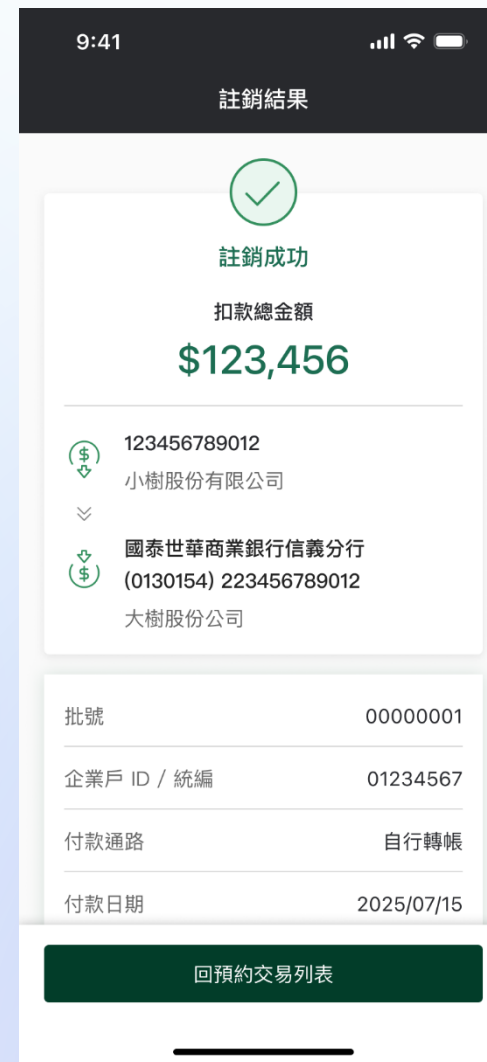 9:41
註銷結果
註銷成功
扣款總金額
$123,456
123456789012
小樹股份有限公司
國泰世華商業銀行信義分行
(0130154) 223456789012
大樹股份公司
批號 00000001
企業戶 ID / 統編 01234567
付款通路 自行轉帳
付款日期 2025/07/15
回預約交易列表